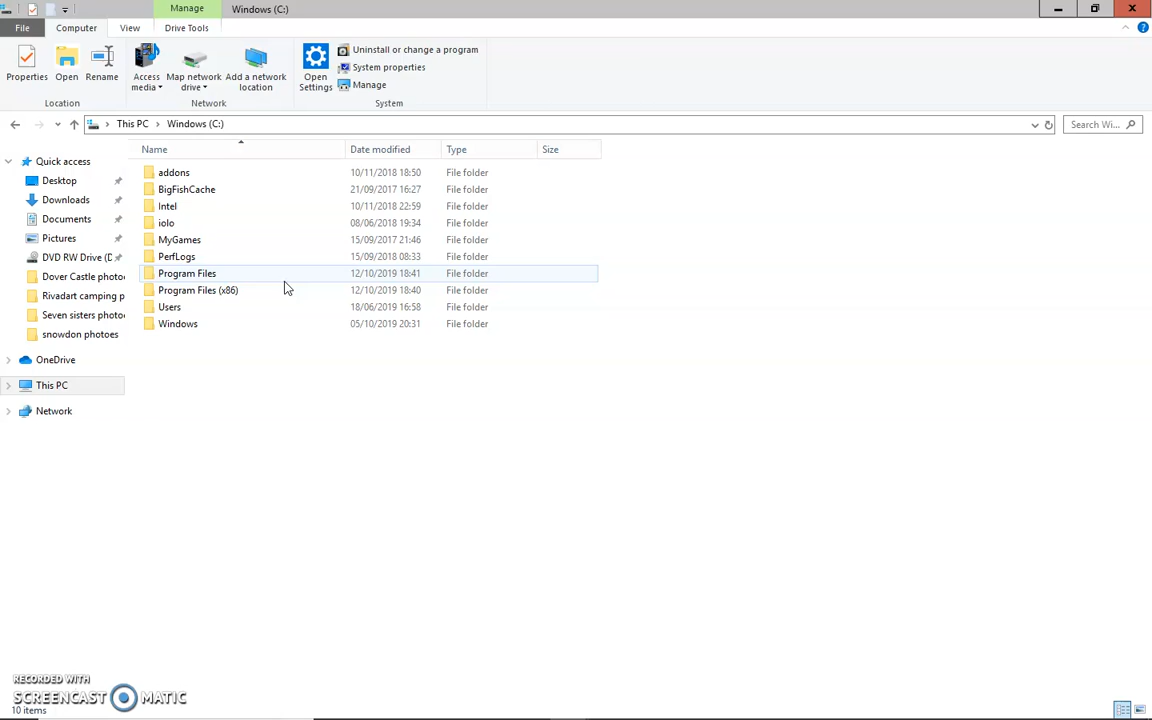 Manage
Windows (C:)
File
Computer
View
Drive Tools
Properties
Open
Rename
Access media
Map network drive
Add a network location
Open Settings
Uninstall or change a program
System properties
Manage
Location
Network
System
This PC
Windows (C:)
Search Wi...
Name
Date modified
Type
Size
Quick access
Desktop
Downloads
Documents
Pictures
DVD RW Drive (D
Dover Castle photo
Rivadart camping p
Seven sisters photo
snowdon photoes
OneDrive
This PC
Network
addons 10/11/2018 18:50 File folder
BigFishCache 21/09/2017 16:27 File folder
Intel 10/11/2018 22:59 File folder
iolo 08/06/2018 19:34 File folder
MyGames 15/09/2017 21:46 File folder
PerfLogs 15/09/2018 08:33 File folder
Program Files 12/10/2019 18:41 File folder
Program Files (x86) 12/10/2019 18:40 File folder
Users 18/06/2019 16:58 File folder
Windows 05/10/2019 20:31 File folder
RECORDED WITH
SCREENCAST MATIC
10 items